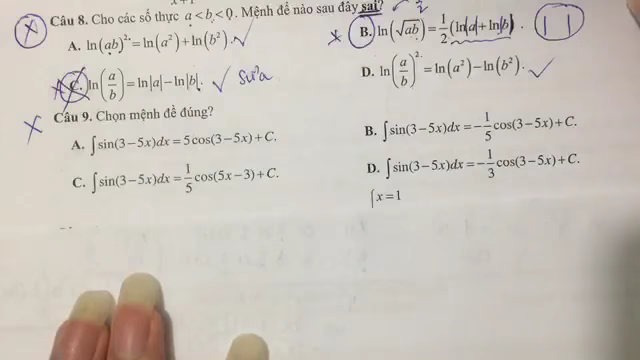 Câu 8. Cho các số thực a < b < 0. Mệnh đề nào sau đây sai?
A. ln(ab)² = ln(a²) + ln(b²).
B. ln(√ab) = 1/2 (ln|a| + ln|b|).
C. ln(a/b) = ln|a| − ln|b|. sửa
D. ln(a/b)² = ln(a²) − ln(b²).
Câu 9. Chọn mệnh đề đúng?
A. ∫sin(3−5x)dx = 5cos(3−5x)+C.
B. ∫sin(3−5x)dx = −1/5 cos(3−5x)+C.
C. ∫sin(3−5x)dx = 1/5 cos(5x−3)+C.
D. ∫sin(3−5x)dx = −1/3 cos(3−5x)+C.
{x = 1